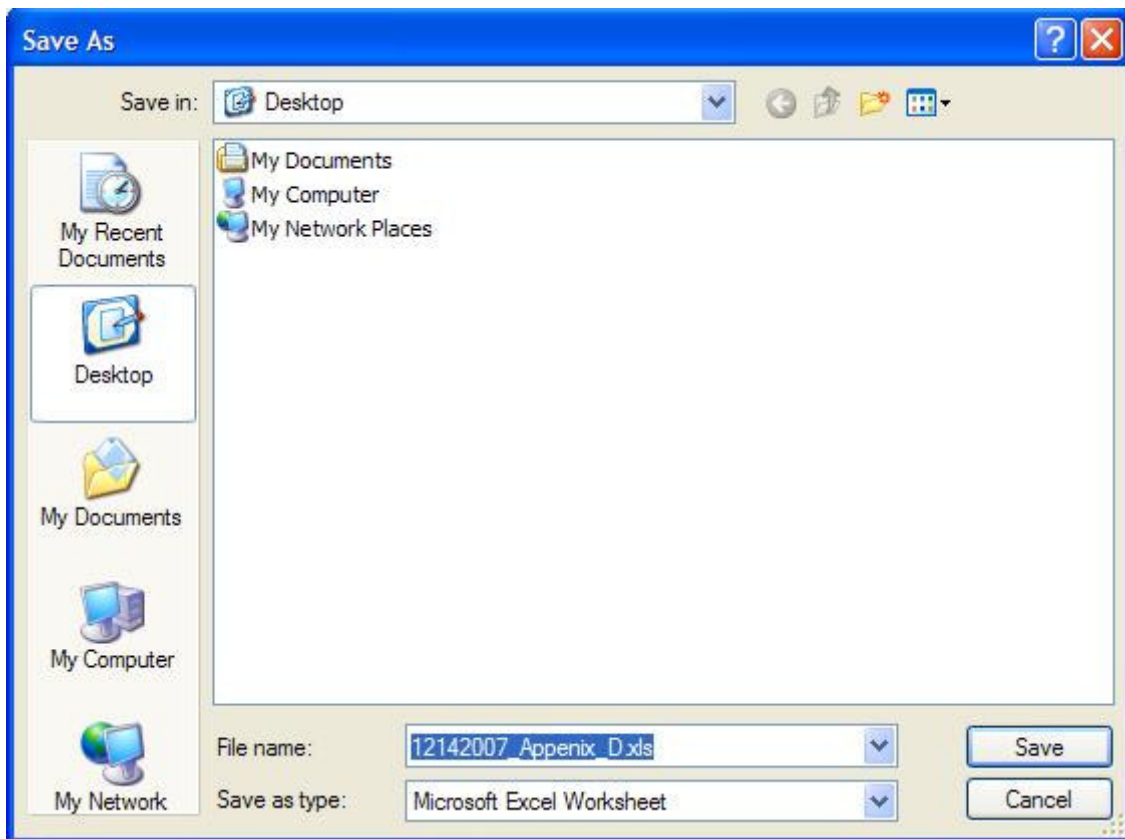 Save As
Save in:
Desktop
My Documents
My Computer
My Network Places
My Recent
Documents
Desktop
My Documents
My Computer
My Network
File name:
12142007_Appenix_D.xls
Save
Save as type:
Microsoft Excel Worksheet
Cancel